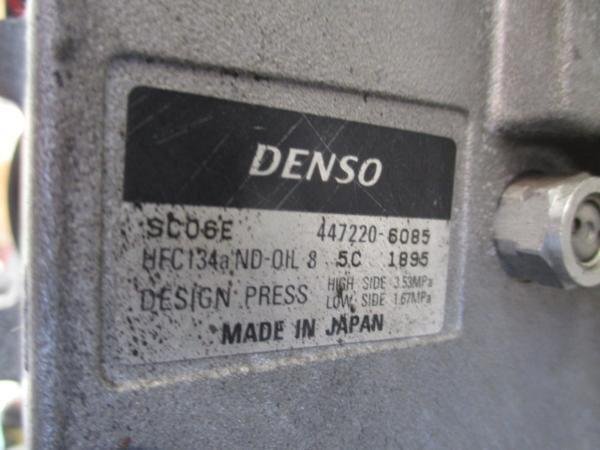 DENSO
SC06E 447220-6085
HFC134a ND-OIL 8 5C 1895
DESIGN PRESS HIGH SIDE 3.53MPa
LOW SIDE 1.67MPa
MADE IN JAPAN